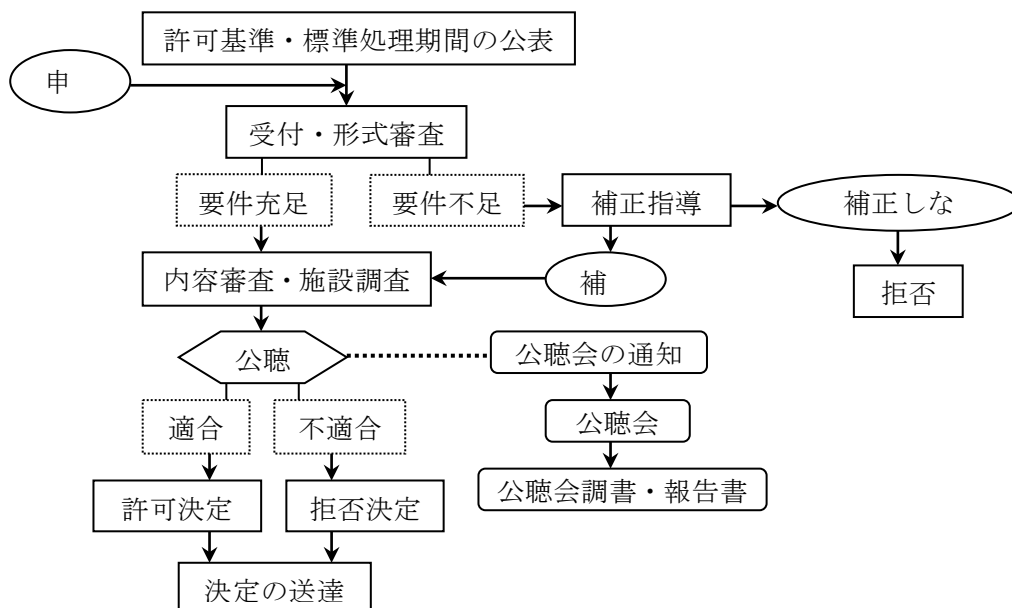 許可基準・標準処理期間の公表
申
受付・形式審査
要件充足
要件不足
補正指導
補正しな
内容審査・施設調査
補
拒否
公聴
公聴会の通知
適合
不適合
公聴会
許可決定
拒否決定
公聴会調書・報告書
決定の送達